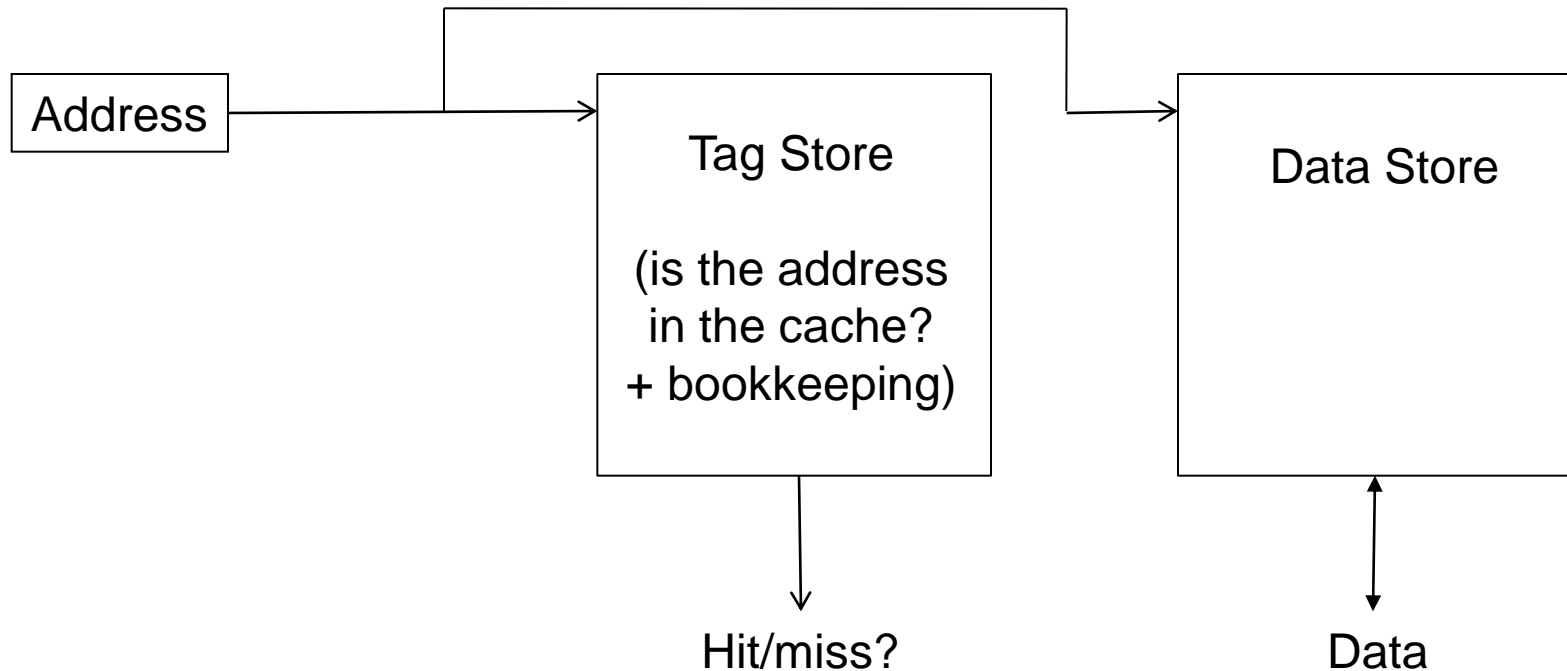 Address
Tag Store
(is the address
in the cache?
+ bookkeeping)
Data Store
Hit/miss?
Data